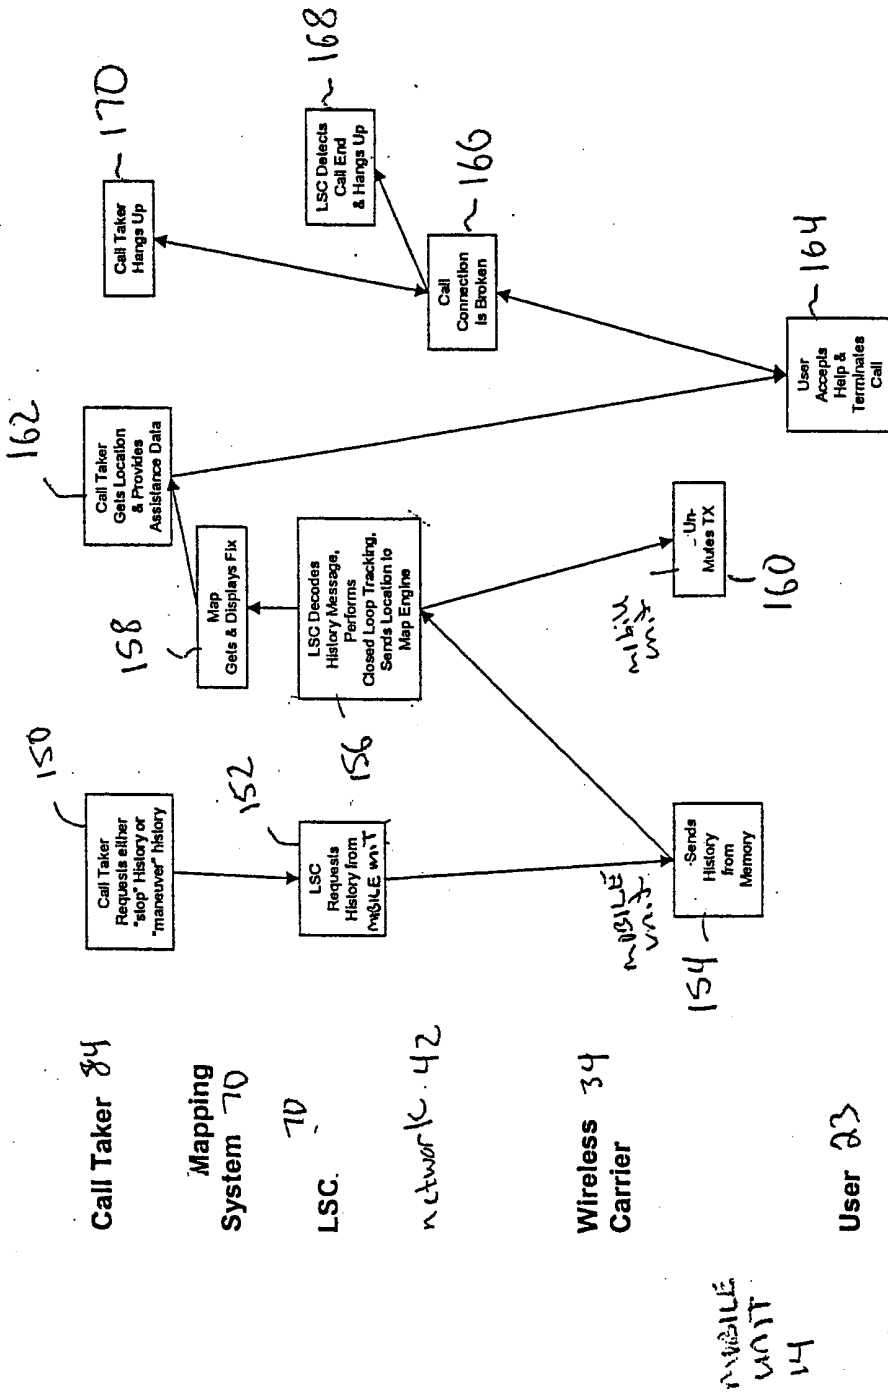 150
Call Taker
Requests either
"stop" History or
"maneuver" history
152
LSC
Requests
History from
MOBILE UNIT
MOBILE
UNIT
154
Sends
History
from
Memory
156
LSC Decodes
History Message,
Performs
Closed Loop Tracking,
Sends Location to
Map Engine
158
Map
Gets & Displays Fix
mobile
unit
- Un-
Mutes TX
160
162
Call Taker
Gets Location
& Provides
Assistance Data
User
Accepts
Help &
Terminates
Call
164
Call
Connection
Is Broken
166
LSC Detects
Call End
& Hangs Up
168
Call Taker
Hangs Up
170
Call Taker 84
Mapping
System 70
LSC. 70
network 42
Wireless 34
Carrier
MOBILE
UNIT
14
User 23